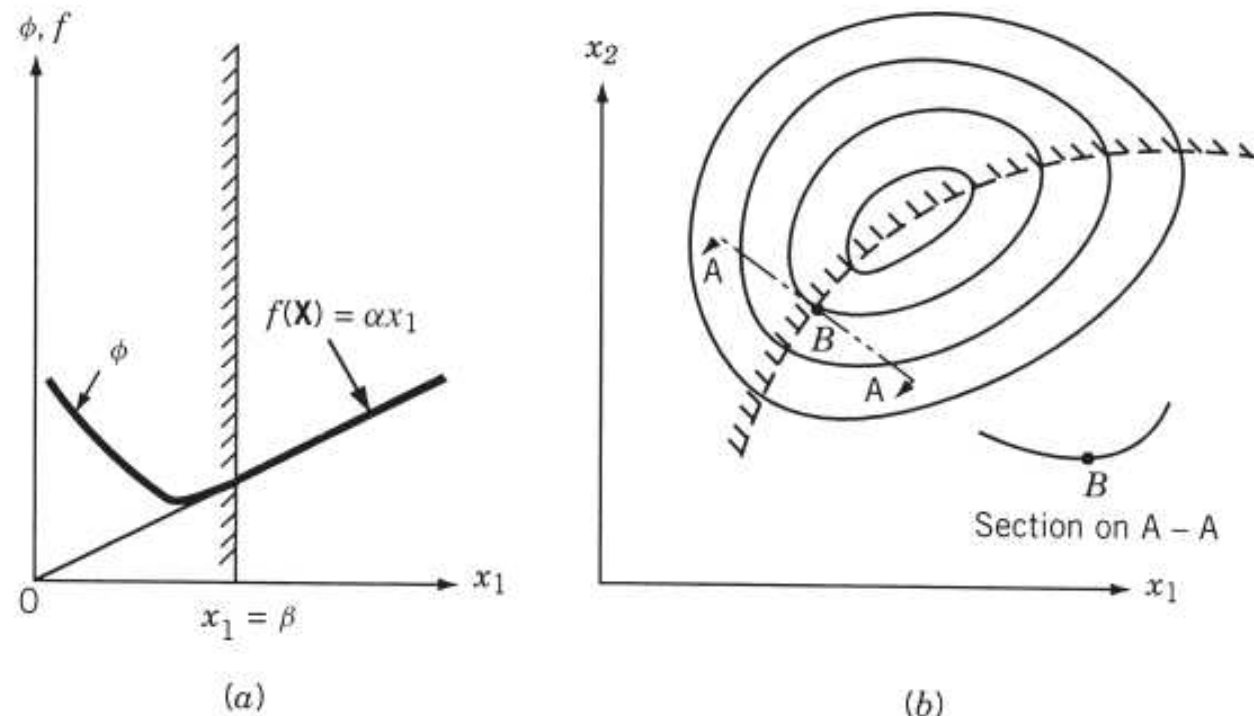 ϕ, f
ϕ
f(X) = αx₁
O
x₁
x₁ = β
(a)
x₂
A
B
A
B
Section on A – A
x₁
(b)